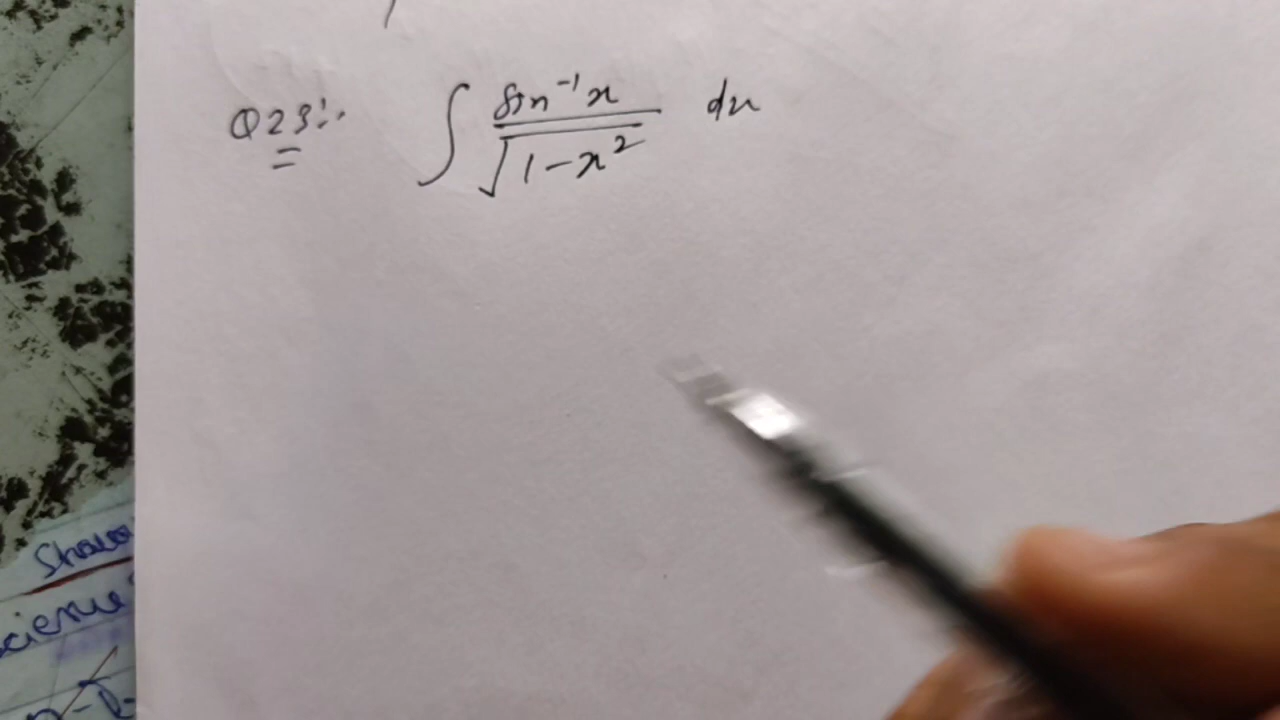 Q23:. ∫ sin⁻¹x / √(1-x²) dx